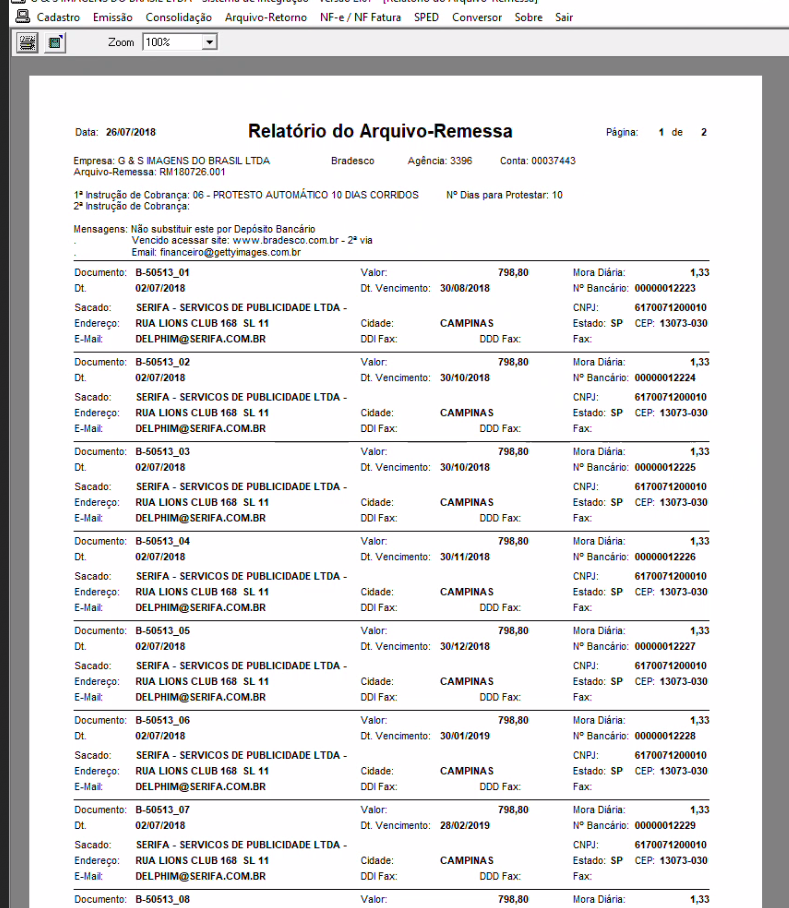 Cadastro Emissão Consolidação Arquivo-Retorno NF-e / NF Fatura SPED Conversor Sobre Sair
Zoom 100%
Data: 26/07/2018 Relatório do Arquivo-Remessa Página: 1 de 2
Empresa: G & S IMAGENS DO BRASIL LTDA Bradesco Agência: 3396 Conta: 00037443
Arquivo-Remessa: RM180726.001
1ª Instrução de Cobrança: 06 - PROTESTO AUTOMÁTICO 10 DIAS CORRIDOS Nº Dias para Protestar: 10
2ª Instrução de Cobrança:
Mensagens: Não substituir este por Depósito Bancário
. Vencido acessar site: www.bradesco.com.br - 2ª via
. Email: financeiro@gettyimages.com.br
Documento: B-50513_01 Valor: 798,80 Mora Diária: 1,33
Dt. 02/07/2018 Dt. Vencimento: 30/08/2018 Nº Bancário: 00000012223
Sacado: SERIFA - SERVICOS DE PUBLICIDADE LTDA - CNPJ: 6170071200010
Endereço: RUA LIONS CLUB 168 SL 11 Cidade: CAMPINAS Estado: SP CEP: 13073-030
E-Mail: DELPHIM@SERIFA.COM.BR DDI Fax: DDD Fax: Fax:
Documento: B-50513_02 Valor: 798,80 Mora Diária: 1,33
Dt. 02/07/2018 Dt. Vencimento: 30/10/2018 Nº Bancário: 00000012224
Sacado: SERIFA - SERVICOS DE PUBLICIDADE LTDA - CNPJ: 6170071200010
Endereço: RUA LIONS CLUB 168 SL 11 Cidade: CAMPINAS Estado: SP CEP: 13073-030
E-Mail: DELPHIM@SERIFA.COM.BR DDI Fax: DDD Fax: Fax:
Documento: B-50513_03 Valor: 798,80 Mora Diária: 1,33
Dt. 02/07/2018 Dt. Vencimento: 30/10/2018 Nº Bancário: 00000012225
Sacado: SERIFA - SERVICOS DE PUBLICIDADE LTDA - CNPJ: 6170071200010
Endereço: RUA LIONS CLUB 168 SL 11 Cidade: CAMPINAS Estado: SP CEP: 13073-030
E-Mail: DELPHIM@SERIFA.COM.BR DDI Fax: DDD Fax: Fax:
Documento: B-50513_04 Valor: 798,80 Mora Diária: 1,33
Dt. 02/07/2018 Dt. Vencimento: 30/11/2018 Nº Bancário: 00000012226
Sacado: SERIFA - SERVICOS DE PUBLICIDADE LTDA - CNPJ: 6170071200010
Endereço: RUA LIONS CLUB 168 SL 11 Cidade: CAMPINAS Estado: SP CEP: 13073-030
E-Mail: DELPHIM@SERIFA.COM.BR DDI Fax: DDD Fax: Fax:
Documento: B-50513_05 Valor: 798,80 Mora Diária: 1,33
Dt. 02/07/2018 Dt. Vencimento: 30/12/2018 Nº Bancário: 00000012227
Sacado: SERIFA - SERVICOS DE PUBLICIDADE LTDA - CNPJ: 6170071200010
Endereço: RUA LIONS CLUB 168 SL 11 Cidade: CAMPINAS Estado: SP CEP: 13073-030
E-Mail: DELPHIM@SERIFA.COM.BR DDI Fax: DDD Fax: Fax:
Documento: B-50513_06 Valor: 798,80 Mora Diária: 1,33
Dt. 02/07/2018 Dt. Vencimento: 30/01/2019 Nº Bancário: 00000012228
Sacado: SERIFA - SERVICOS DE PUBLICIDADE LTDA - CNPJ: 6170071200010
Endereço: RUA LIONS CLUB 168 SL 11 Cidade: CAMPINAS Estado: SP CEP: 13073-030
E-Mail: DELPHIM@SERIFA.COM.BR DDI Fax: DDD Fax: Fax:
Documento: B-50513_07 Valor: 798,80 Mora Diária: 1,33
Dt. 02/07/2018 Dt. Vencimento: 28/02/2019 Nº Bancário: 00000012229
Sacado: SERIFA - SERVICOS DE PUBLICIDADE LTDA - CNPJ: 6170071200010
Endereço: RUA LIONS CLUB 168 SL 11 Cidade: CAMPINAS Estado: SP CEP: 13073-030
E-Mail: DELPHIM@SERIFA.COM.BR DDI Fax: DDD Fax: Fax:
Documento: B-50513_08 Valor: 798,80 Mora Diária: 1,33